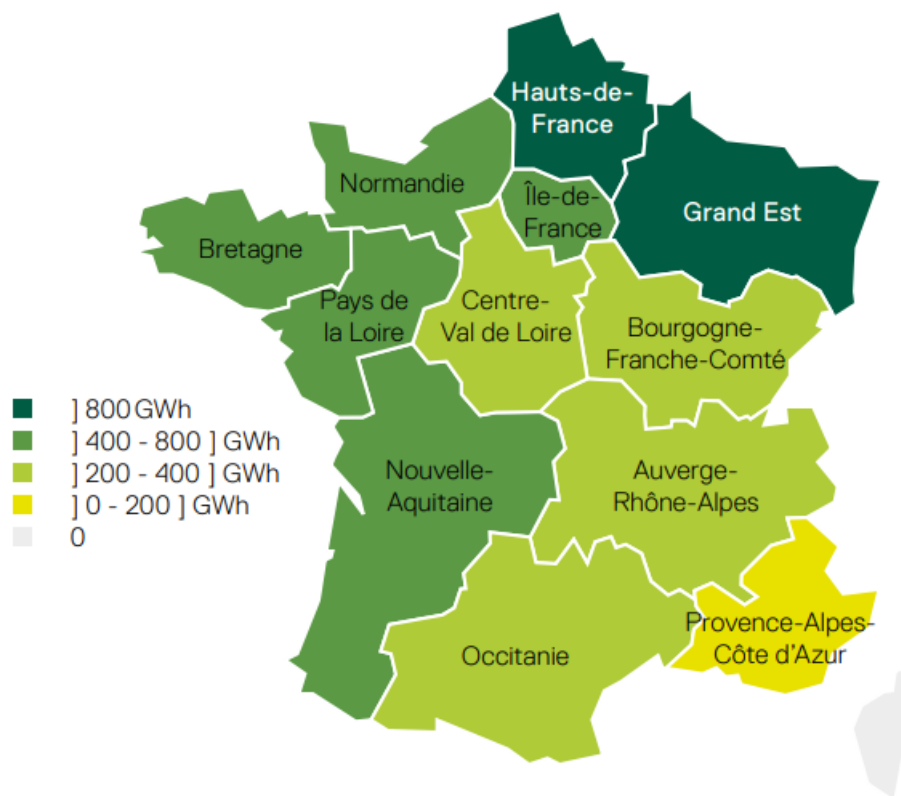 Hauts-de-
France
Normandie
Île-de-
France
Grand Est
Bretagne
Pays de
la Loire
Centre-
Val de Loire
Bourgogne-
Franche-Comté
] 800 GWh
] 400 - 800 ] GWh
] 200 - 400 ] GWh
] 0 - 200 ] GWh
0
Nouvelle-
Aquitaine
Auverge-
Rhône-Alpes
Occitanie
Provence-Alpes-
Côte d'Azur